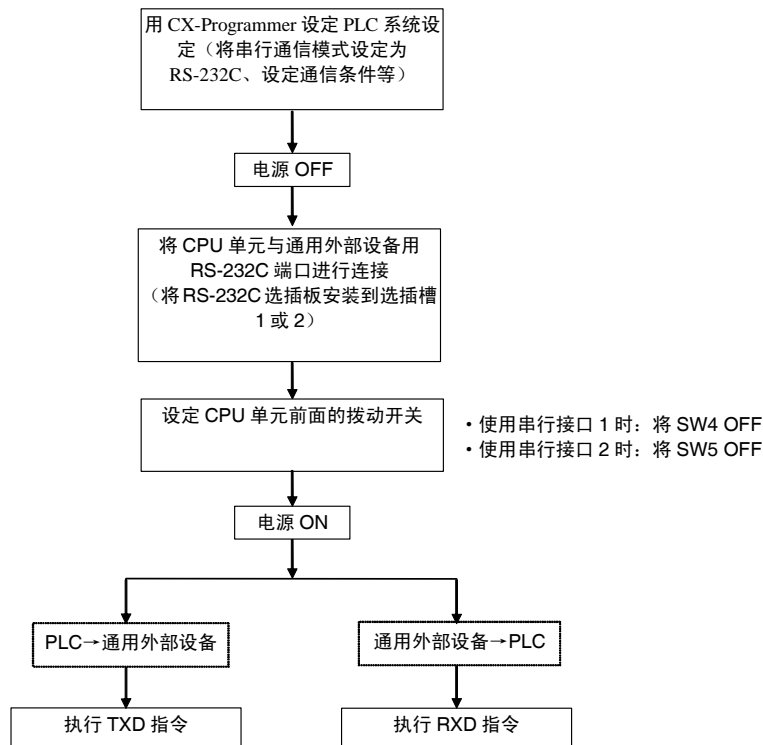 用 CX-Programmer 设定 PLC 系统设
定（将串行通信模式设定为
RS-232C、设定通信条件等）
电源 OFF
将 CPU 单元与通用外部设备用
RS-232C 端口进行连接
（将 RS-232C 选插板安装到选插槽
1 或 2）
设定 CPU 单元前面的拨动开关
・使用串行接口 1 时：将 SW4 OFF
・使用串行接口 2 时：将 SW5 OFF
电源 ON
PLC→通用外部设备
通用外部设备→PLC
执行 TXD 指令
执行 RXD 指令